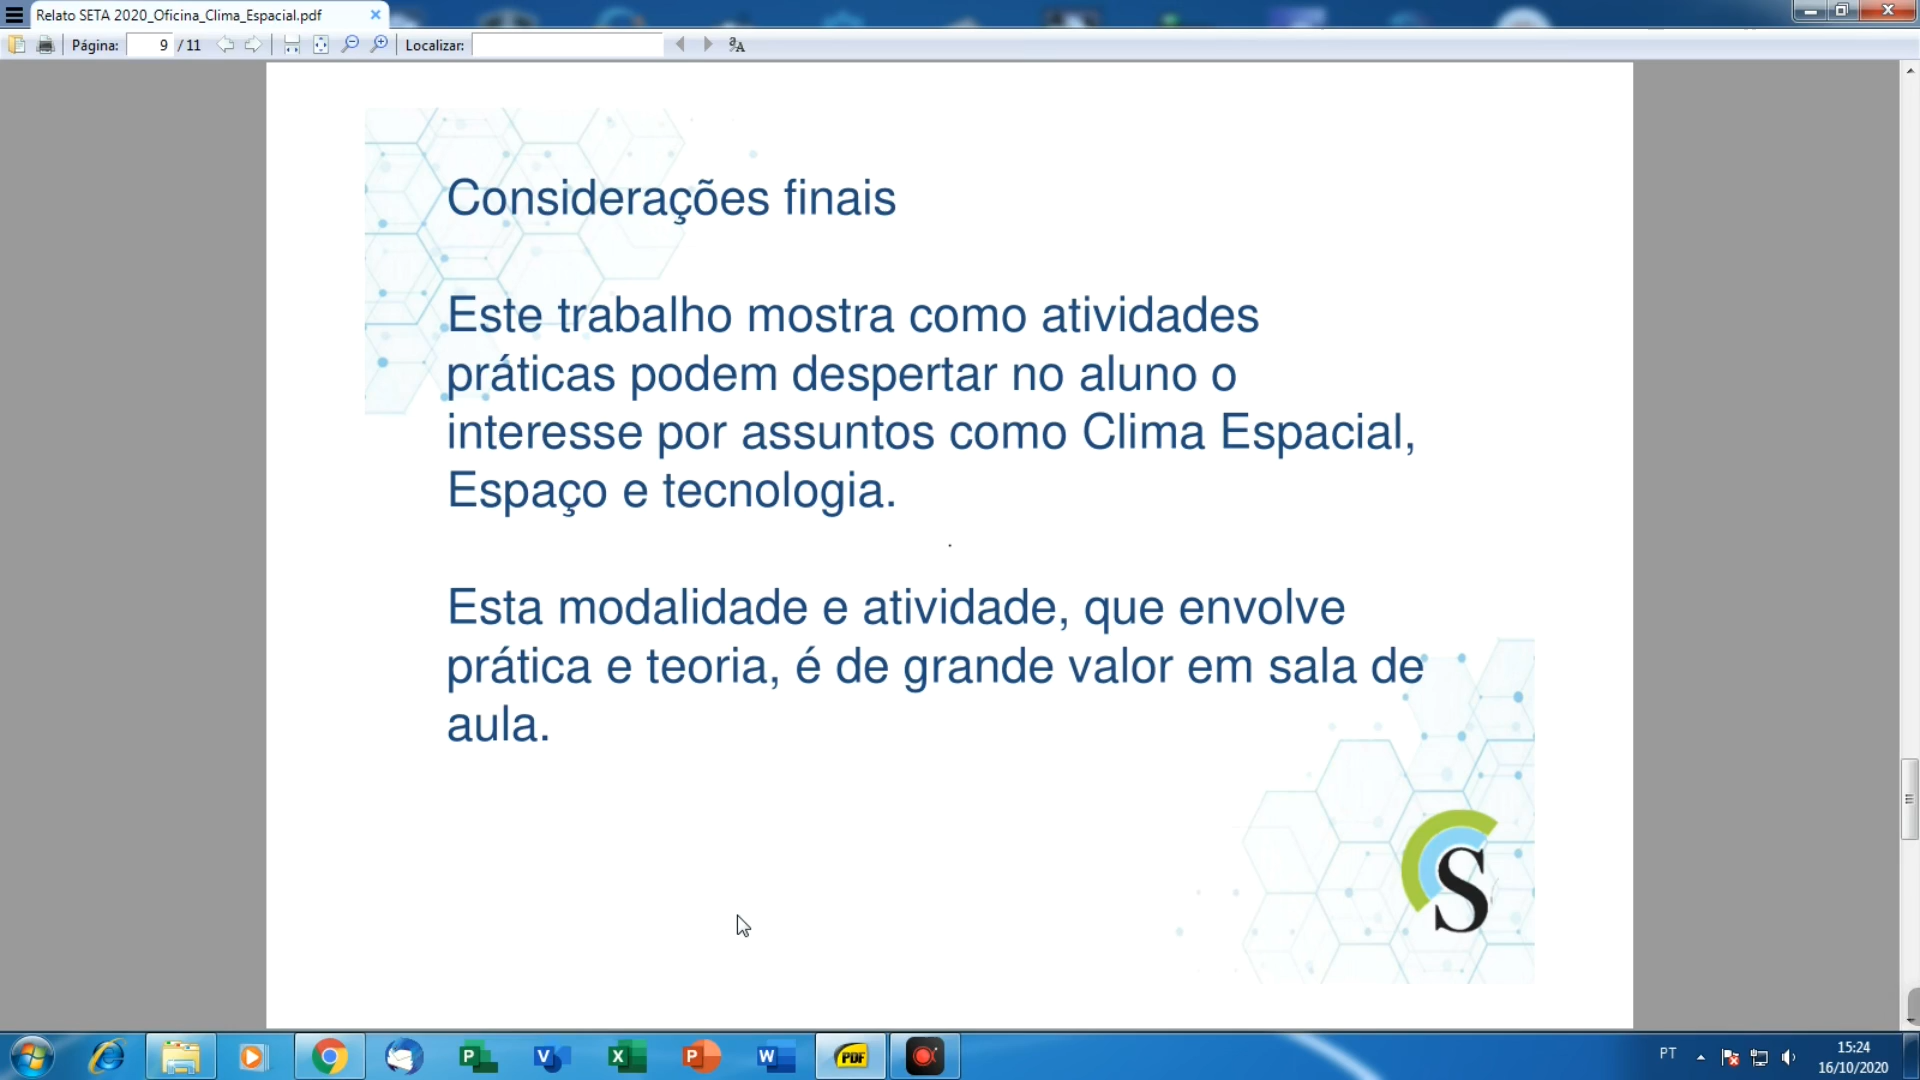 Relato SETA 2020_Oficina_Clima_Espacial.pdf
Página: 9 / 11 Localizar:
Considerações finais
Este trabalho mostra como atividades
práticas podem despertar no aluno o
interesse por assuntos como Clima Espacial,
Espaço e tecnologia.
.
Esta modalidade e atividade, que envolve
prática e teoria, é de grande valor em sala de
aula.
S
PDF
PT
15:24
16/10/2020